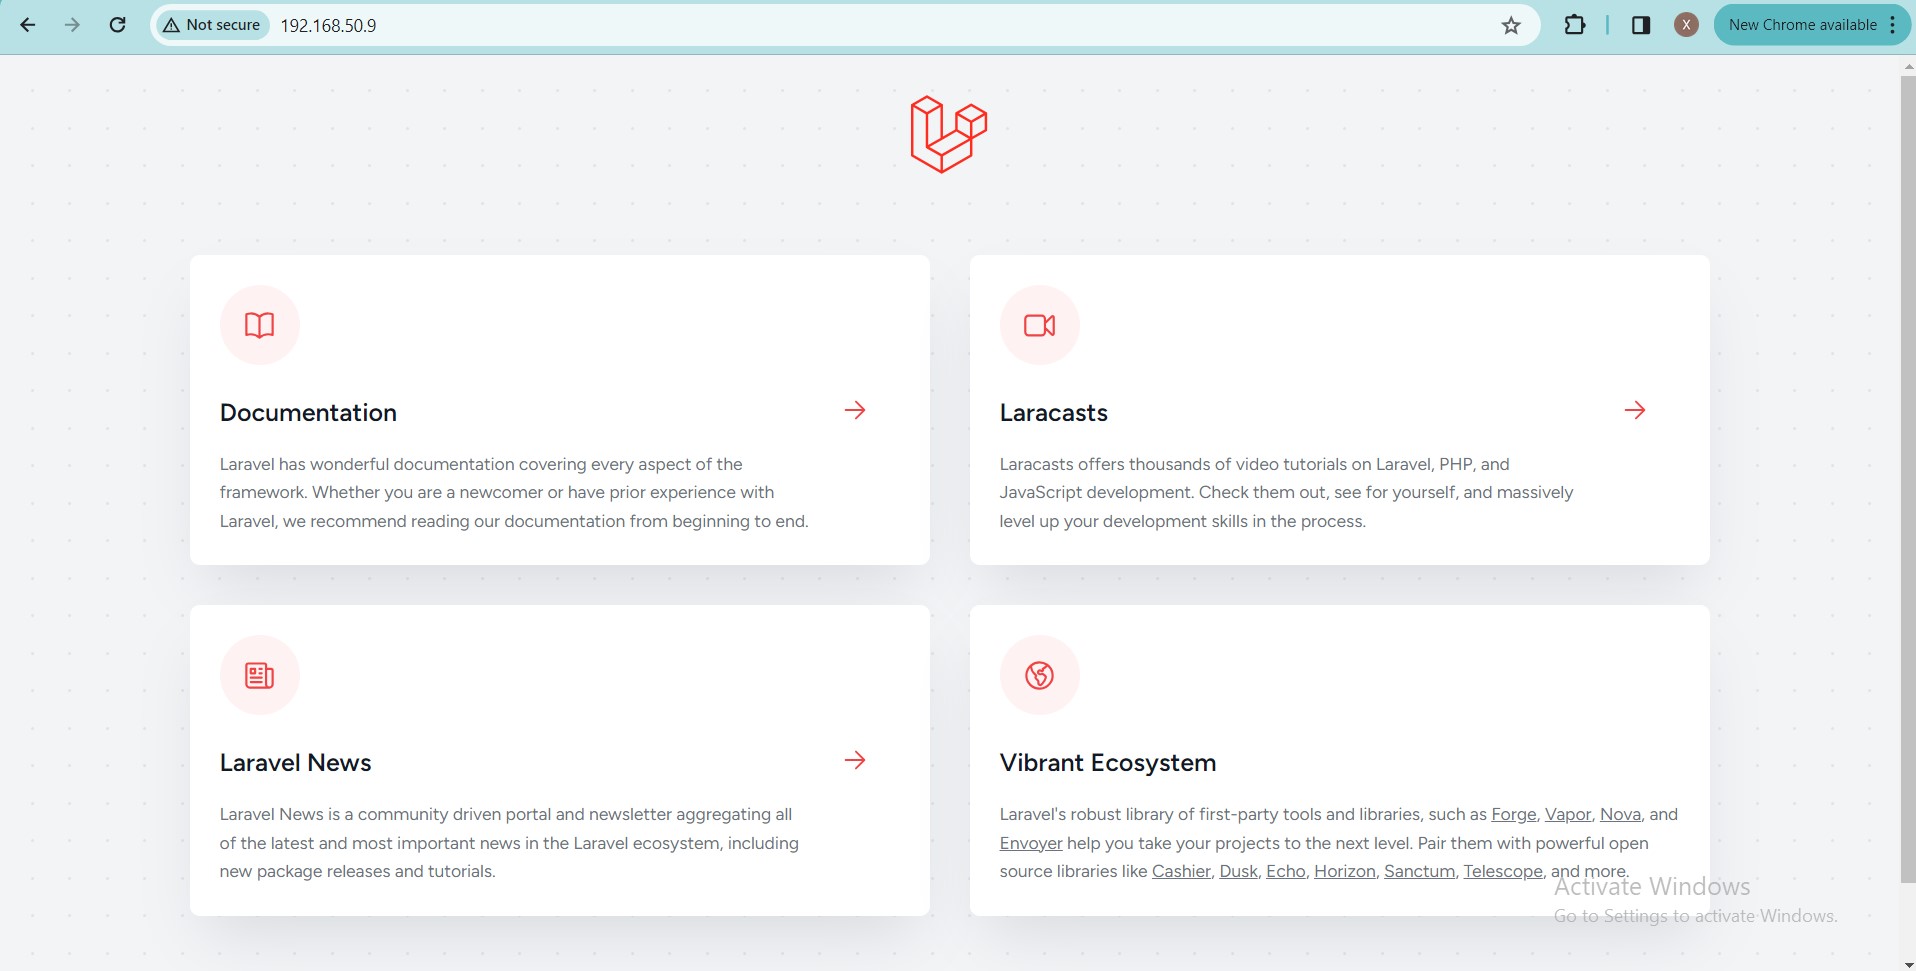 Not secure 192.168.50.9 X New Chrome available
Documentation
Laravel has wonderful documentation covering every aspect of the
framework. Whether you are a newcomer or have prior experience with
Laravel, we recommend reading our documentation from beginning to end.
Laracasts
Laracasts offers thousands of video tutorials on Laravel, PHP, and
JavaScript development. Check them out, see for yourself, and massively
level up your development skills in the process.
Laravel News
Laravel News is a community driven portal and newsletter aggregating all
of the latest and most important news in the Laravel ecosystem, including
new package releases and tutorials.
Vibrant Ecosystem
Laravel's robust library of first-party tools and libraries, such as Forge, Vapor, Nova, and
Envoyer help you take your projects to the next level. Pair them with powerful open
source libraries like Cashier, Dusk, Echo, Horizon, Sanctum, Telescope, and more.
Activate Windows
Go to Settings to activate Windows.